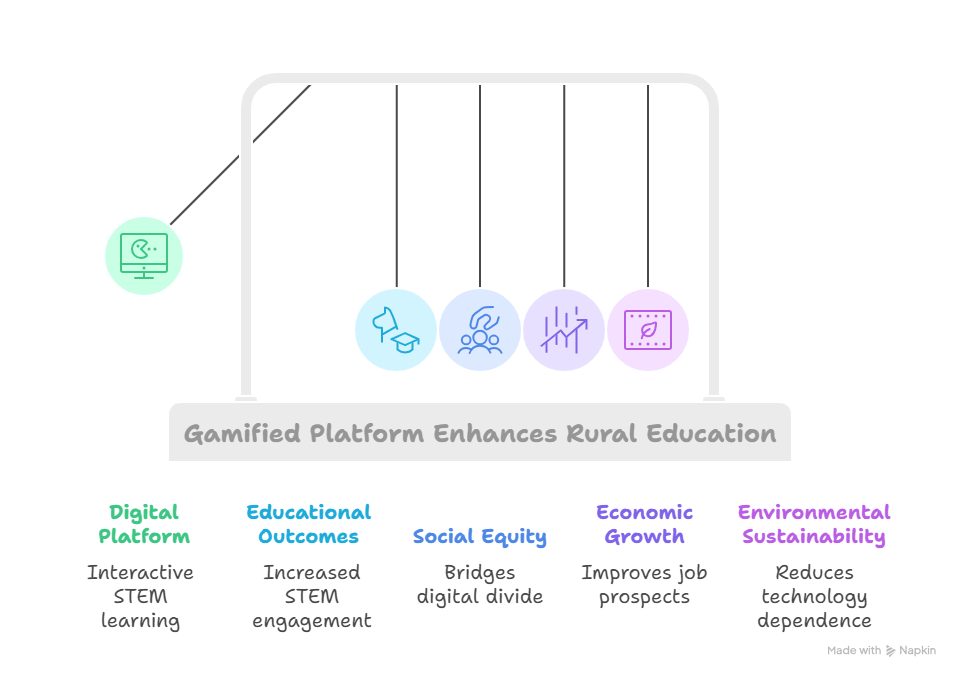 Gamified Platform Enhances Rural Education
Digital
Platform
Interactive
STEM
learning
Educational
Outcomes
Increased
STEM
engagement
Social Equity
Bridges
digital divide
Economic
Growth
Improves job
prospects
Environmental
Sustainability
Reduces
technology
dependence
Made with Napkin